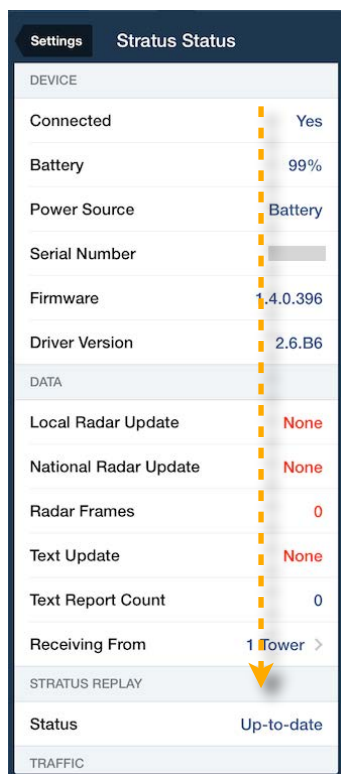 Settings Stratus Status
DEVICE
Connected Yes
Battery 99%
Power Source Battery
Serial Number
Firmware 1.4.0.396
Driver Version 2.6.B6
DATA
Local Radar Update None
National Radar Update None
Radar Frames 0
Text Update None
Text Report Count 0
Receiving From 1 Tower >
STRATUS REPLAY
Status Up-to-date
TRAFFIC